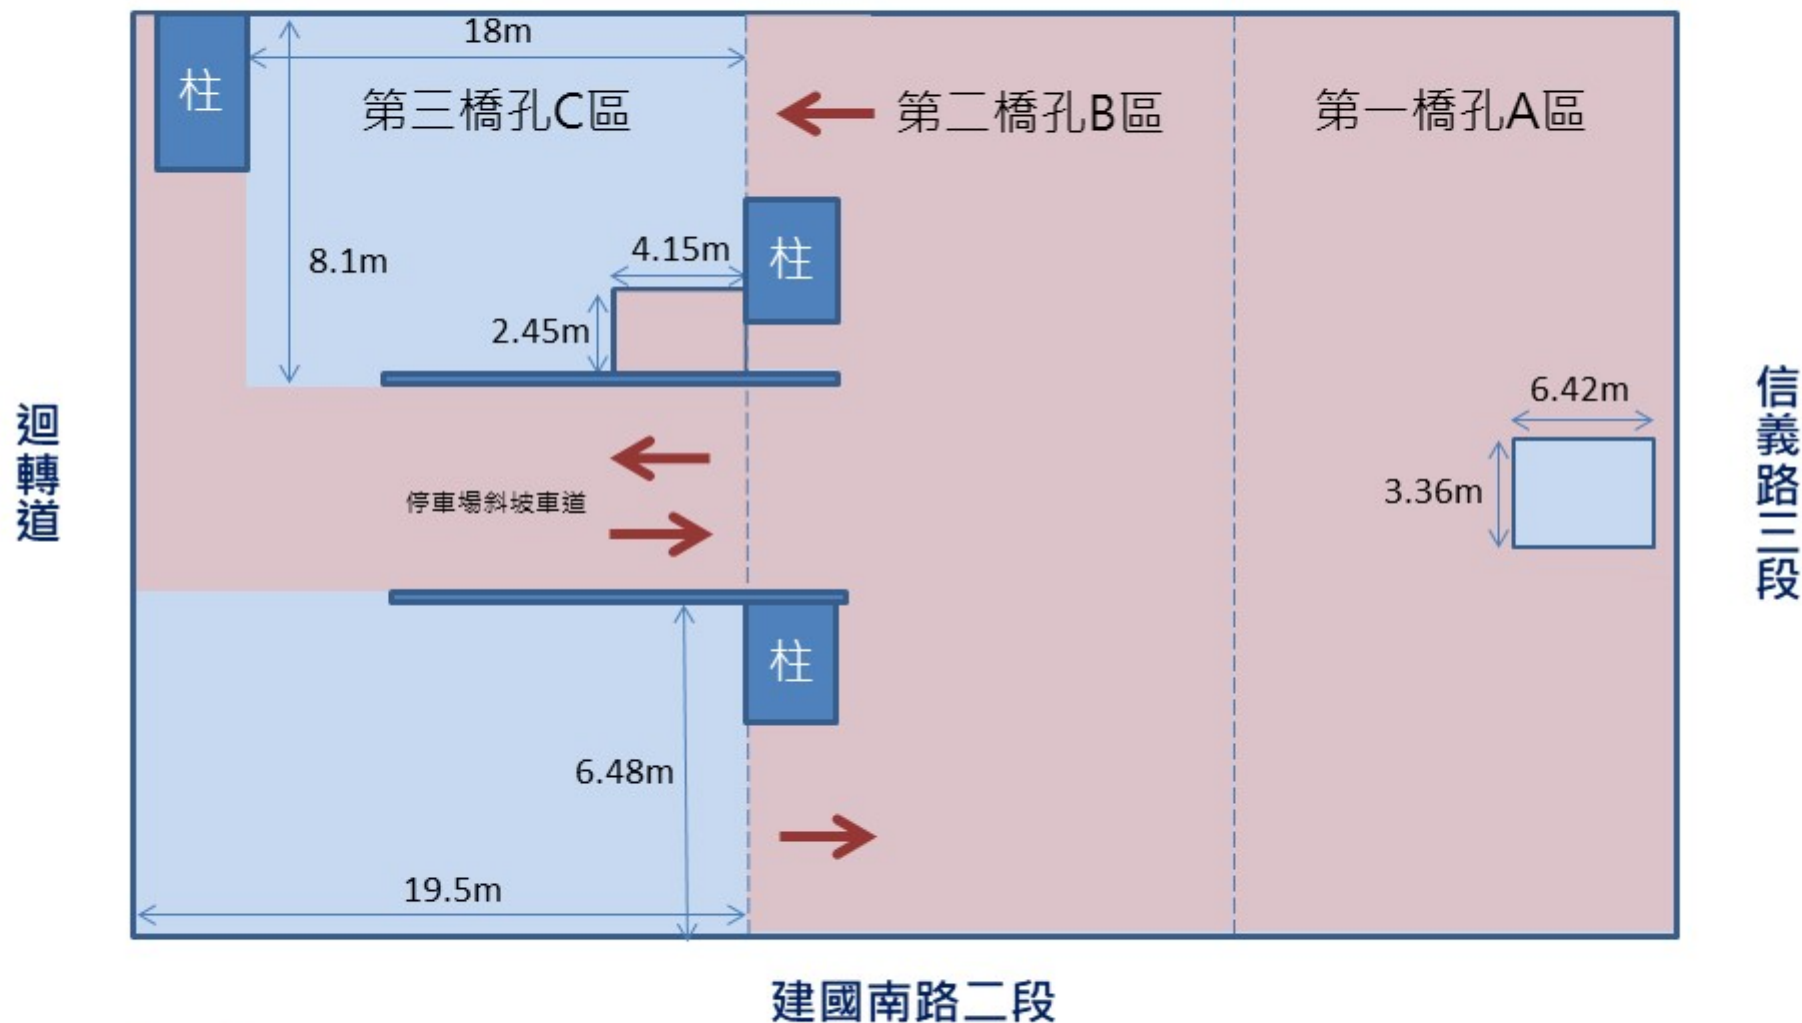 18m
柱
第三橋孔C區
第二橋孔B區
第一橋孔A區
8.1m
4.15m
柱
2.45m
6.42m
3.36m
迴轉道
信義路三段
停車場斜坡車道
柱
6.48m
19.5m
建國南路二段